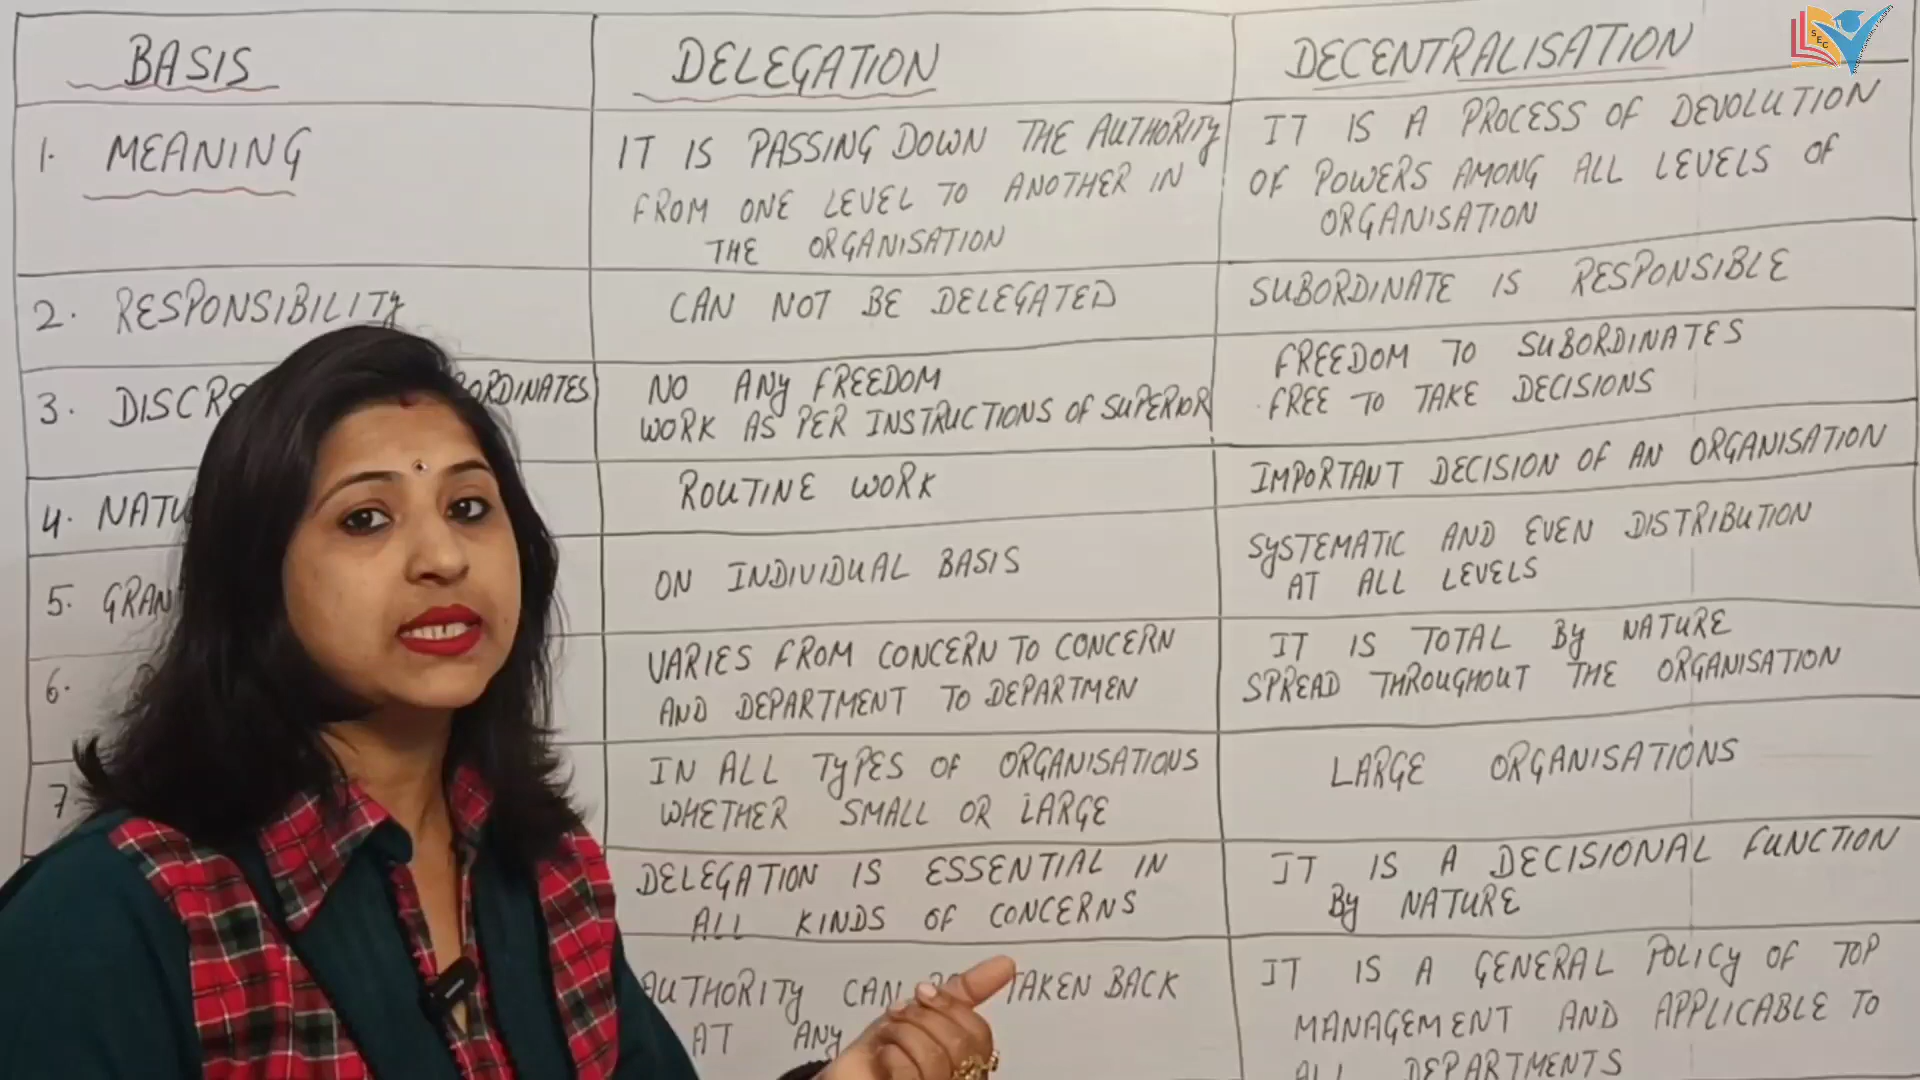 BASIS
DELEGATION
DECENTRALISATION
SEC
1. MEANING
IT IS PASSING DOWN THE AUTHORITY
FROM ONE LEVEL TO ANOTHER IN
THE ORGANISATION
IT IS A PROCESS OF DEVOLUTION
OF POWERS AMONG ALL LEVELS OF
ORGANISATION
2. RESPONSIBILITY
CAN NOT BE DELEGATED
SUBORDINATE IS RESPONSIBLE
3.
NO ANY FREEDOM
WORK AS PER INSTRUCTIONS OF SUPERIOR
FREEDOM TO SUBORDINATES
FREE TO TAKE DECISIONS
4.
ROUTINE WORK
IMPORTANT DECISION OF AN ORGANISATION
5.
ON INDIVIDUAL BASIS
SYSTEMATIC AND EVEN DISTRIBUTION
AT ALL LEVELS
6.
VARIES FROM CONCERN TO CONCERN
AND DEPARTMENT TO DEPARTMEN
IT IS TOTAL BY NATURE
SPREAD THROUGHOUT THE ORGANISATION
7
IN ALL TYPES OF ORGANISATIONS
WHETHER SMALL OR LARGE
LARGE ORGANISATIONS
DELEGATION IS ESSENTIAL IN
ALL KINDS OF CONCERNS
IT IS A DECISIONAL FUNCTION
BY NATURE
AUTHORITY CAN TAKEN BACK
AT ANY
IT IS A GENERAL POLICY OF TOP
MANAGEMENT AND APPLICABLE TO
ALL DEPARTMENTS